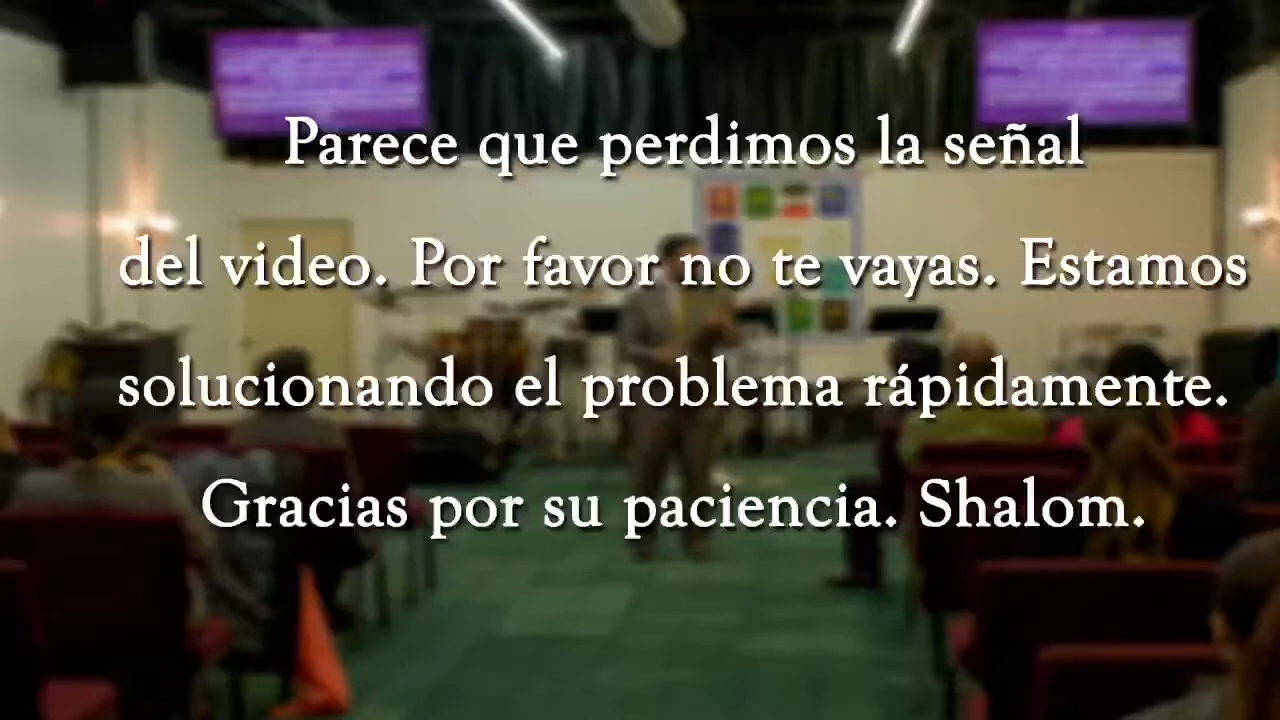 Parece que perdimos la señal
del video. Por favor no te vayas. Estamos
solucionando el problema rápidamente.
Gracias por su paciencia. Shalom.